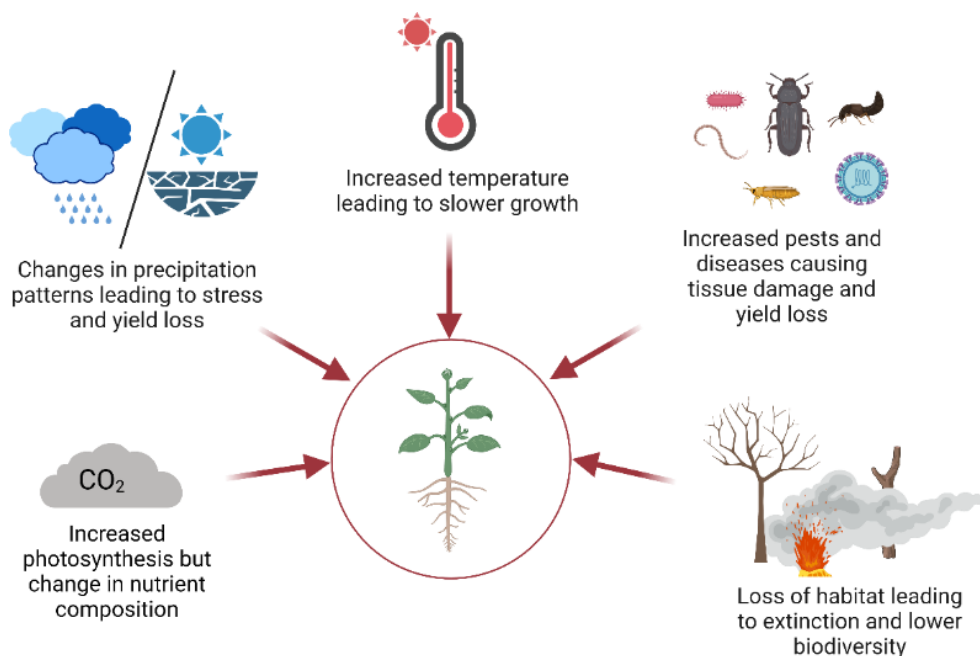 Increased temperature
leading to slower growth
Changes in precipitation
patterns leading to stress
and yield loss
Increased pests and
diseases causing
tissue damage and
yield loss
CO₂
Increased
photosynthesis but
change in nutrient
composition
Loss of habitat leading
to extinction and lower
biodiversity